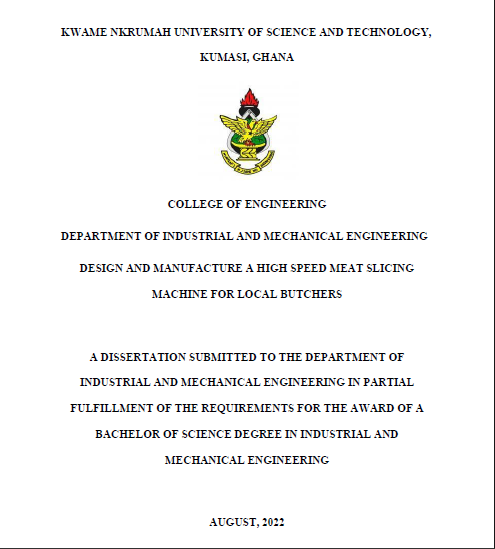 KWAME NKRUMAH UNIVERSITY OF SCIENCE AND TECHNOLOGY,
KUMASI, GHANA
COLLEGE OF ENGINEERING
DEPARTMENT OF INDUSTRIAL AND MECHANICAL ENGINEERING
DESIGN AND MANUFACTURE A HIGH SPEED MEAT SLICING
MACHINE FOR LOCAL BUTCHERS
A DISSERTATION SUBMITTED TO THE DEPARTMENT OF
INDUSTRIAL AND MECHANICAL ENGINEERING IN PARTIAL
FULFILLMENT OF THE REQUIREMENTS FOR THE AWARD OF A
BACHELOR OF SCIENCE DEGREE IN INDUSTRIAL AND
MECHANICAL ENGINEERING
AUGUST, 2022